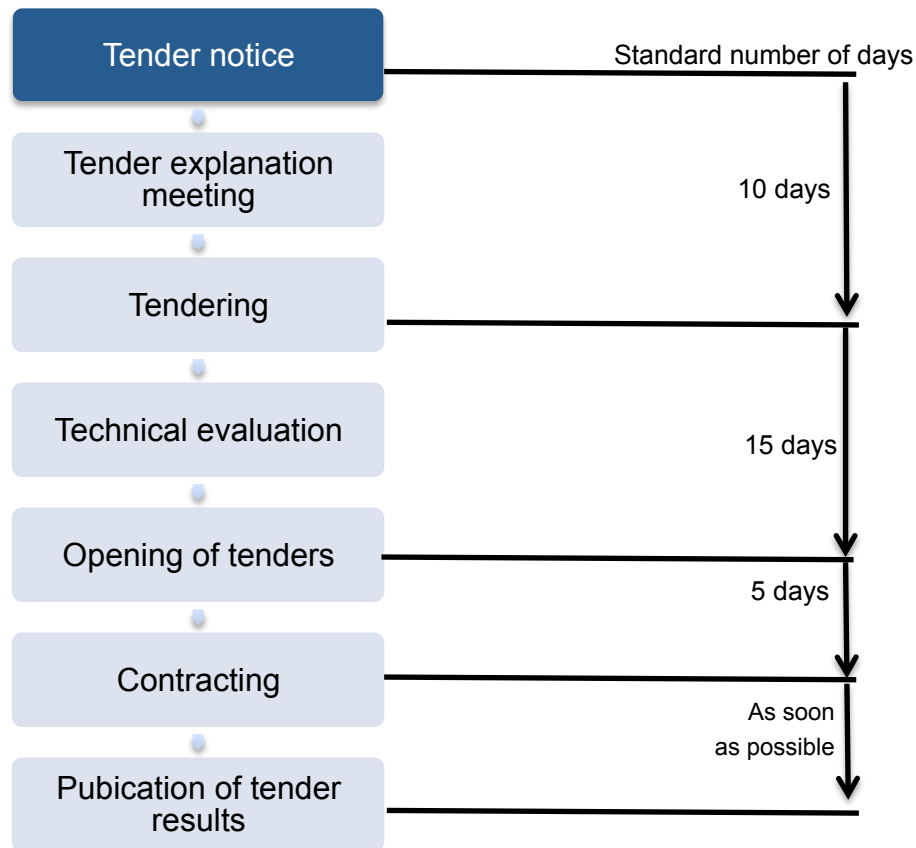 Tender notice
Standard number of days
Tender explanation
meeting
10 days
Tendering
Technical evaluation
15 days
Opening of tenders
5 days
Contracting
As soon
as possible
Pubication of tender
results